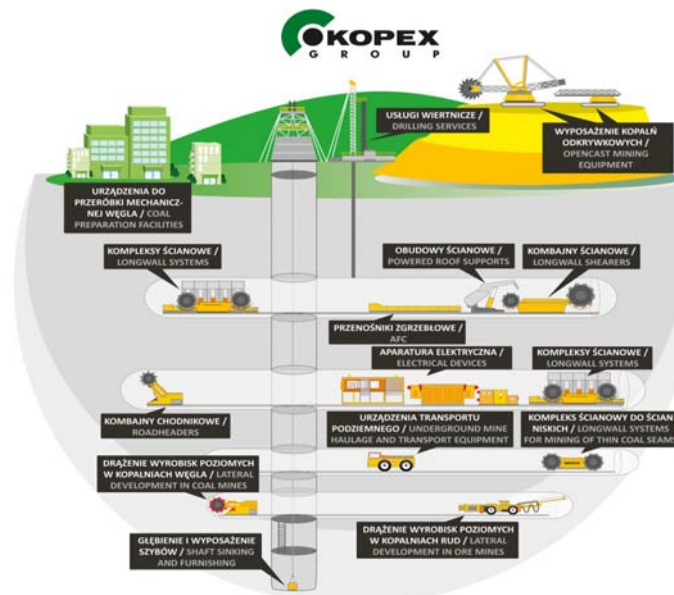 KOPEX
GROUP
USŁUGI WIERTNICZE /
DRILLING SERVICES
WYPOSAŻENIE KOPALŃ
ODKRYWKOWYCH /
OPENCAST MINING
EQUIPMENT
URZĄDZENIA DO
PRZERÓBKI MECHANICZ-
NEJ WĘGLA / COAL
PREPARATION FACILITIES
KOMPLEKSY ŚCIANOWE /
LONGWALL SYSTEMS
OBUDOWY ŚCIANOWE /
POWERED ROOF SUPPORTS
KOMBAJNY ŚCIANOWE /
LONGWALL SHEARERS
PRZENOŚNIKI ZGRZEBŁOWE /
AFC
APARATURA ELEKTRYCZNA /
ELECTRICAL DEVICES
KOMPLEKSY ŚCIANOWE /
LONGWALL SYSTEMS
KOMBAJNY CHODNIKOWE /
ROADHEADERS
URZĄDZENIA TRANSPORTU
PODZIEMNEGO / UNDERGROUND MINE
HAULAGE AND TRANSPORT EQUIPMENT
KOMPLEKS ŚCIANOWY DO ŚCIAN
NISKICH / LONGWALL SYSTEMS
FOR MINING OF THIN COAL SEAMS
DRĄŻENIE WYROBISK POZIOMYCH
W KOPALNIACH WĘGLA / LATERAL
DEVELOPMENT IN COAL MINES
DRĄŻENIE WYROBISK POZIOMYCH
W KOPALNIACH RUD / LATERAL
DEVELOPMENT IN ORE MINES
GŁĘBIENIE I WYPOSAŻENIE
SZYBÓW / SHAFT SINKING
AND FURNISHING